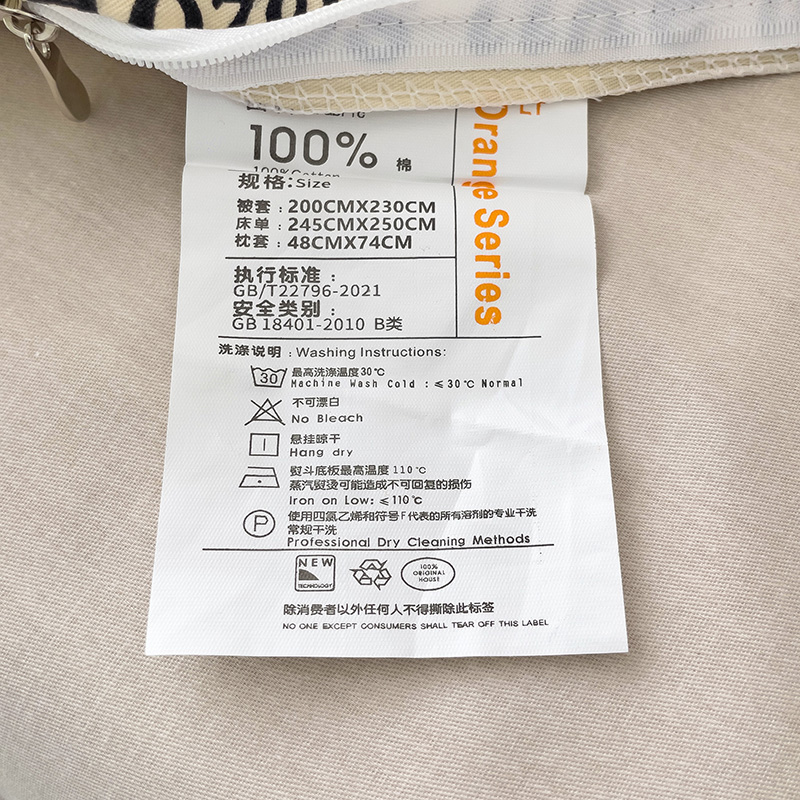 100% 棉
100%Cotton
规格:Size
被套：200CMX230CM
床单：245CMX250CM
枕套：48CMX74CM
执行标准：
GB/T22796-2021
安全类别：
GB 18401-2010 B类
Orange Series
洗涤说明：Washing Instructions:
30
最高洗涤温度30℃
Machine Wash Cold：≤30℃ Normal
不可漂白
No Bleach
悬挂晾干
Hang dry
熨斗底板最高温度110℃
蒸汽熨烫可能造成不可回复的损伤
Iron on Low：≤110℃
P
使用四氯乙烯和符号F代表的所有溶剂的专业干洗
常规干洗
Professional Dry Cleaning Methods
NEW
TECHNOLOGY
100%
ORIGINAL
HOUSE
除消费者以外任何人不得撕除此标签
NO ONE EXCEPT CONSUMERS SHALL TEAR OFF THIS LABEL